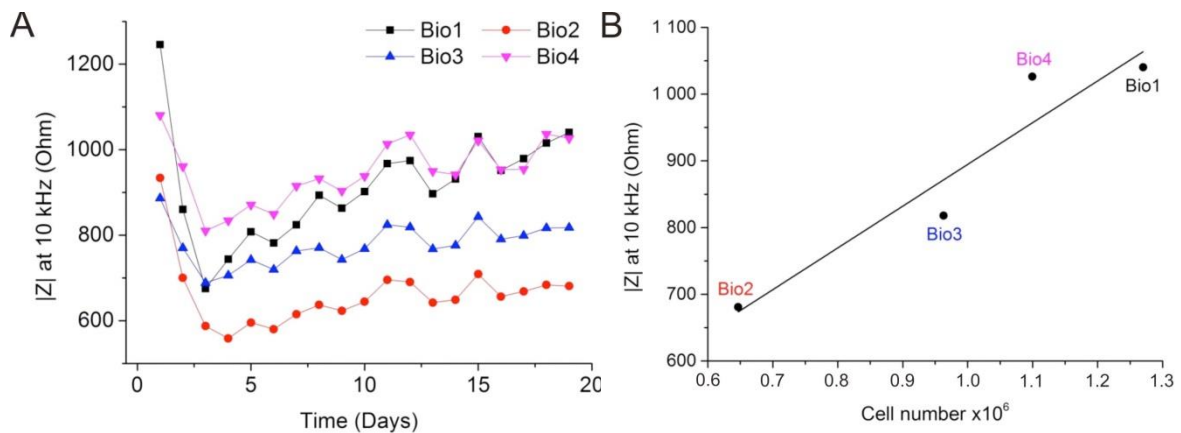 A
Bio1 Bio2
Bio3 Bio4
1200
1000
800
600
|Z| at 10 kHz (Ohm)
0 5 10 15 20
Time (Days)
B
1 100
1 000
900
800
700
600
|Z| at 10 kHz (Ohm)
Bio4
Bio1
Bio3
Bio2
0.6 0.7 0.8 0.9 1.0 1.1 1.2 1.3
Cell number x10⁶